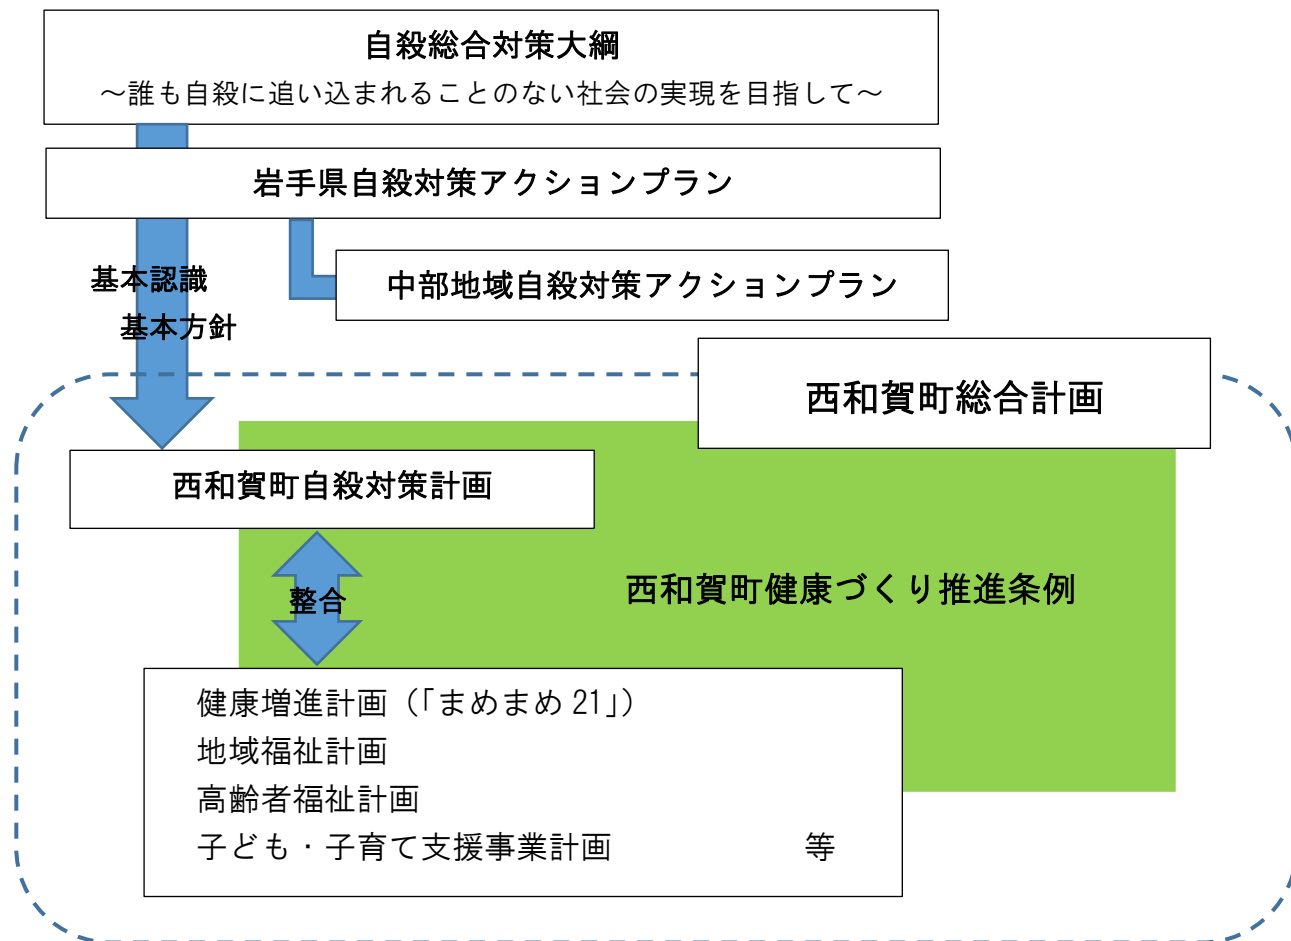 自殺総合対策大綱
～誰も自殺に追い込まれることのない社会の実現を目指して～
岩手県自殺対策アクションプラン
基本認識
基本方針
中部地域自殺対策アクションプラン
西和賀町総合計画
西和賀町自殺対策計画
整合
西和賀町健康づくり推進条例
健康増進計画（「まめまめ 21」）
地域福祉計画
高齢者福祉計画
子ども・子育て支援事業計画　　　　　　等